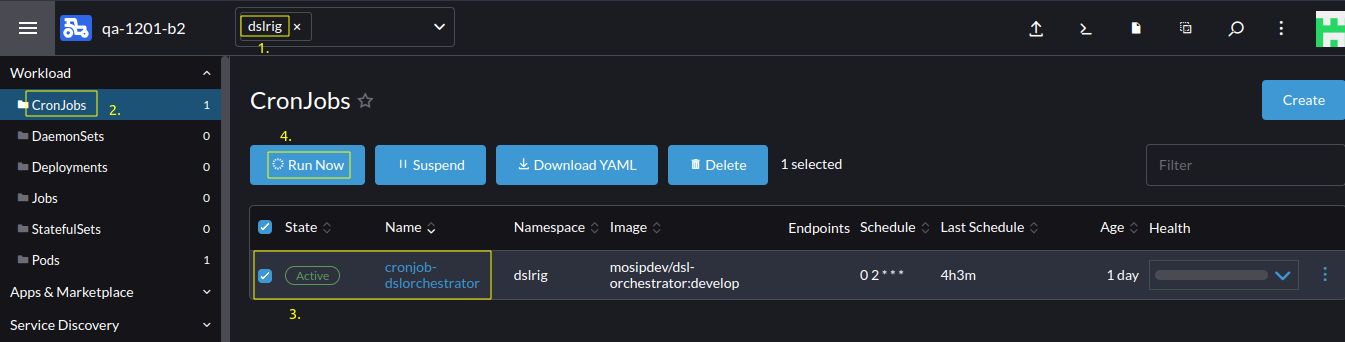 qa-1201-b2
dslrig ×
1.
Workload
CronJobs 1
2.
DaemonSets 0
Deployments 0
Jobs 0
StatefulSets 0
Pods 1
Apps & Marketplace
Service Discovery
CronJobs
Create
4.
Run Now
Suspend
Download YAML
Delete
1 selected
Filter
State Name Namespace Image Endpoints Schedule Last Schedule Age Health
Active cronjob-dslorchestrator dslrig mosipdev/dsl-orchestrator:develop 0 2 * * * 4h3m 1 day
3.